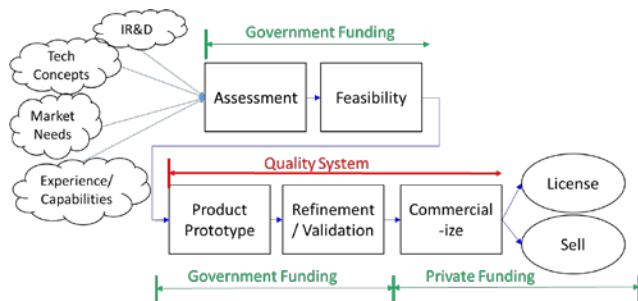 IR&D
Government Funding
Tech
Concepts
Assessment
Feasibility
Market
Needs
Quality System
Experience/
Capabilities
License
Product
Prototype
Refinement
/ Validation
Commercial
-ize
Sell
Government Funding
Private Funding